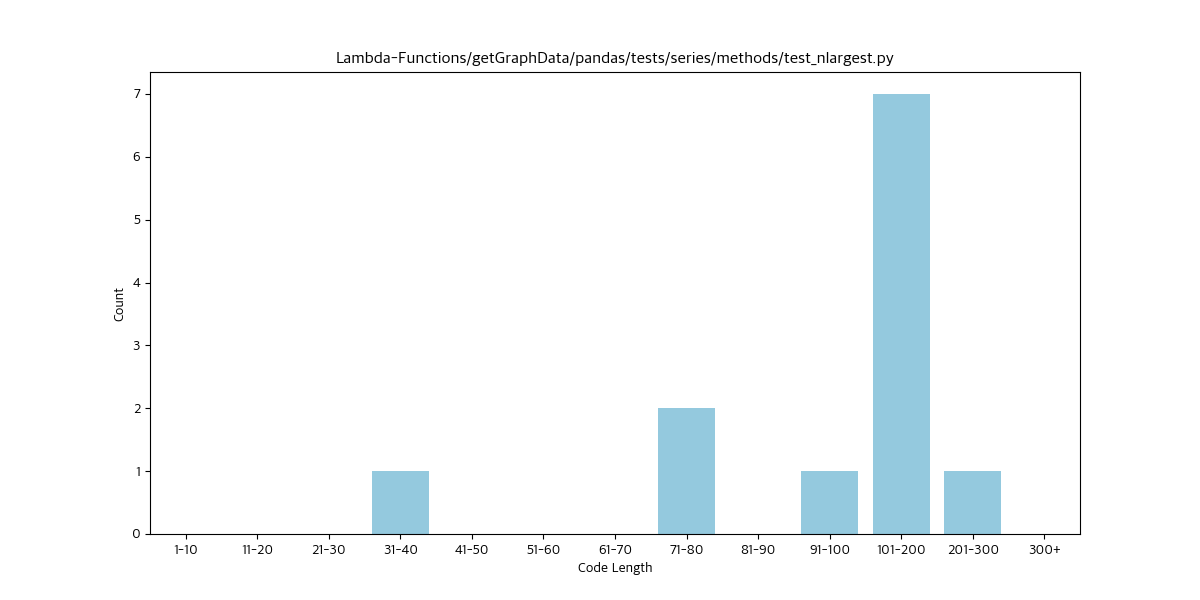 Lambda-Functions/getGraphData/pandas/tests/series/methods/test_nlargest.py
7
6
5
4
3
2
1
0
Count
1-10 11-20 21-30 31-40 41-50 51-60 61-70 71-80 81-90 91-100 101-200 201-300 300+
Code Length